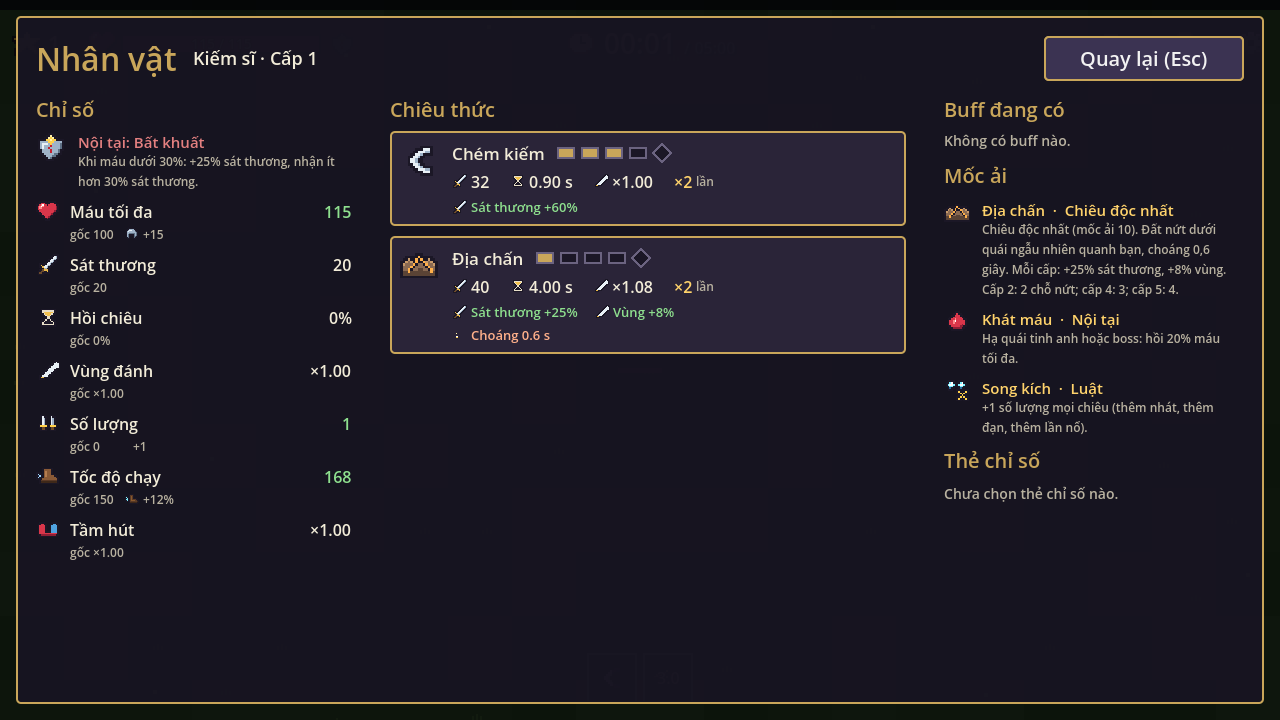 Nhân vật
Kiếm sĩ · Cấp 1
Quay lại (Esc)
Chỉ số
Nội tại: Bất khuất
Khi máu dưới 30%: +25% sát thương, nhận ít
hơn 30% sát thương.
Máu tối đa 115
gốc 100 +15
Sát thương 20
gốc 20
Hồi chiêu 0%
gốc 0%
Vùng đánh ×1.00
gốc ×1.00
Số lượng 1
gốc 0 +1
Tốc độ chạy 168
gốc 150 +12%
Tầm hút ×1.00
gốc ×1.00
Chiêu thức
Chém kiếm
32 0.90 s ×1.00 ×2 lần
Sát thương +60%
Địa chấn
40 4.00 s ×1.08 ×2 lần
Sát thương +25% Vùng +8%
Choáng 0.6 s
Buff đang có
Không có buff nào.
Mốc ải
Địa chấn · Chiêu độc nhất
Chiêu độc nhất (mốc ải 10). Đất nứt dưới
quái ngẫu nhiên quanh bạn, choáng 0,6
giây. Mỗi cấp: +25% sát thương, +8% vùng.
Cấp 2: 2 chỗ nứt; cấp 4: 3; cấp 5: 4.
Khát máu · Nội tại
Hạ quái tinh anh hoặc boss: hồi 20% máu
tối đa.
Song kích · Luật
+1 số lượng mọi chiêu (thêm nhát, thêm
đạn, thêm lần nổ).
Thẻ chỉ số
Chưa chọn thẻ chỉ số nào.